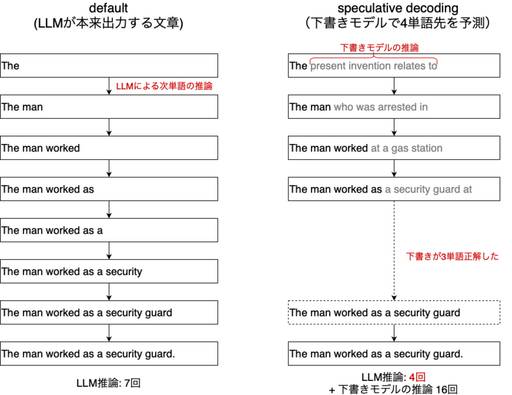 default
(LLMが本来出力する文章)
The
LLMによる次単語の推論
The man
The man worked
The man worked as
The man worked as a
The man worked as a security
The man worked as a security guard
The man worked as a security guard.
LLM推論: 7回
speculative decoding
(下書きモデルで4単語先を予測)
下書きモデルの推論
The present invention relates to
The man who was arrested in
The man worked at a gas station
The man worked as a security guard at
下書きが3単語正解した
The man worked as a security guard
The man worked as a security guard.
LLM推論: 4回
+ 下書きモデルの推論 16回